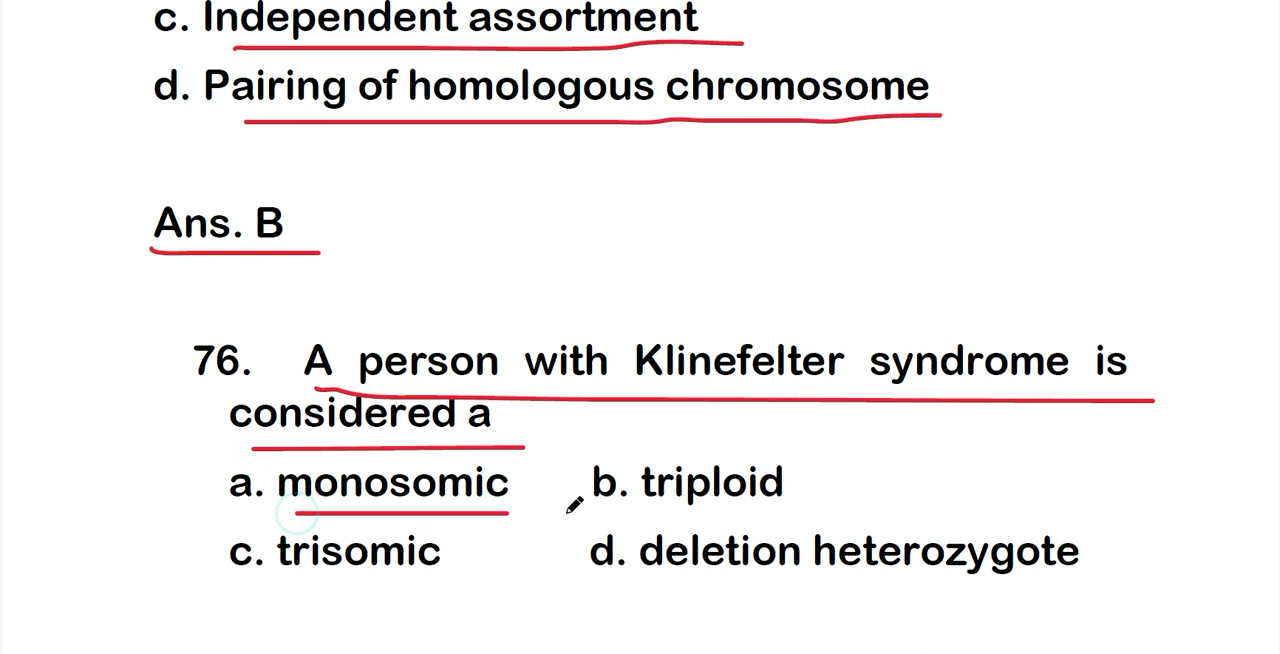 c. Independent assortment
d. Pairing of homologous chromosome
Ans. B
76. A person with Klinefelter syndrome is
considered a
a. monosomic b. triploid
c. trisomic d. deletion heterozygote